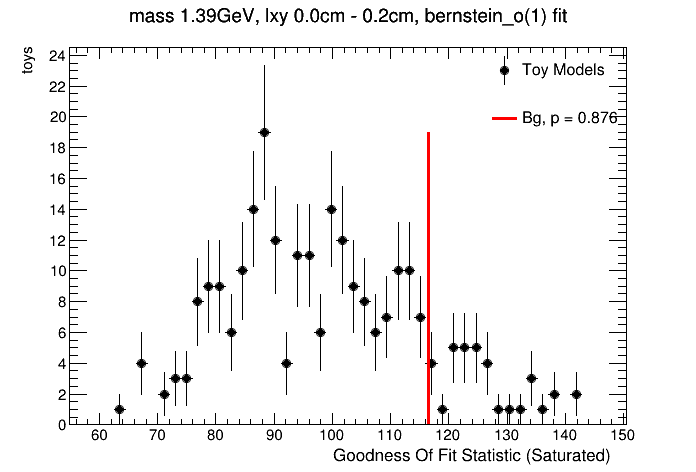 mass 1.39GeV, lxy 0.0cm - 0.2cm, bernstein_o(1) fit
toys
24
22
20
18
16
14
12
10
8
6
4
2
0
Toy Models
Bg, p = 0.876
60 70 80 90 100 110 120 130 140 150
Goodness Of Fit Statistic (Saturated)